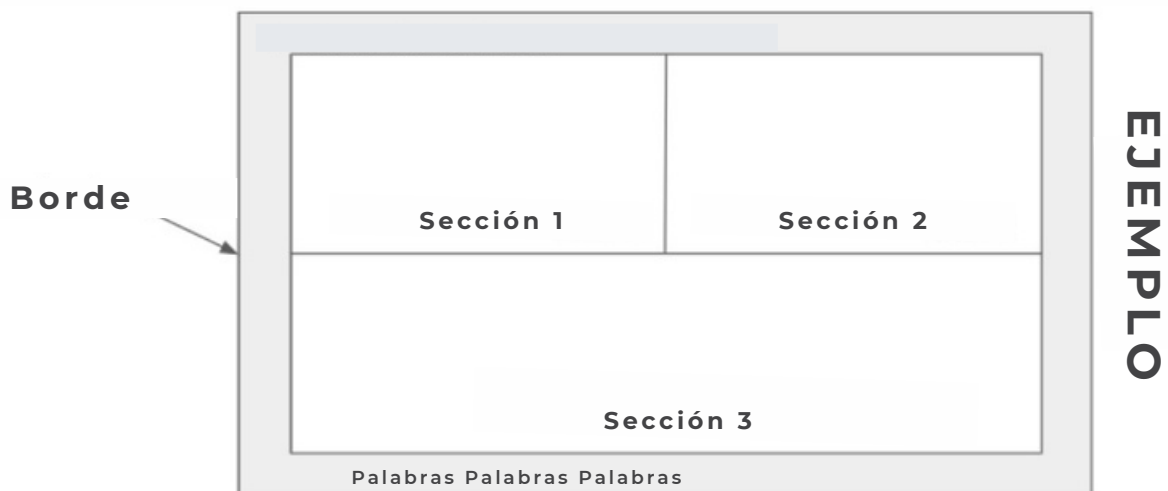 Borde
Sección 1
Sección 2
Sección 3
Palabras Palabras Palabras
EJEMPLO